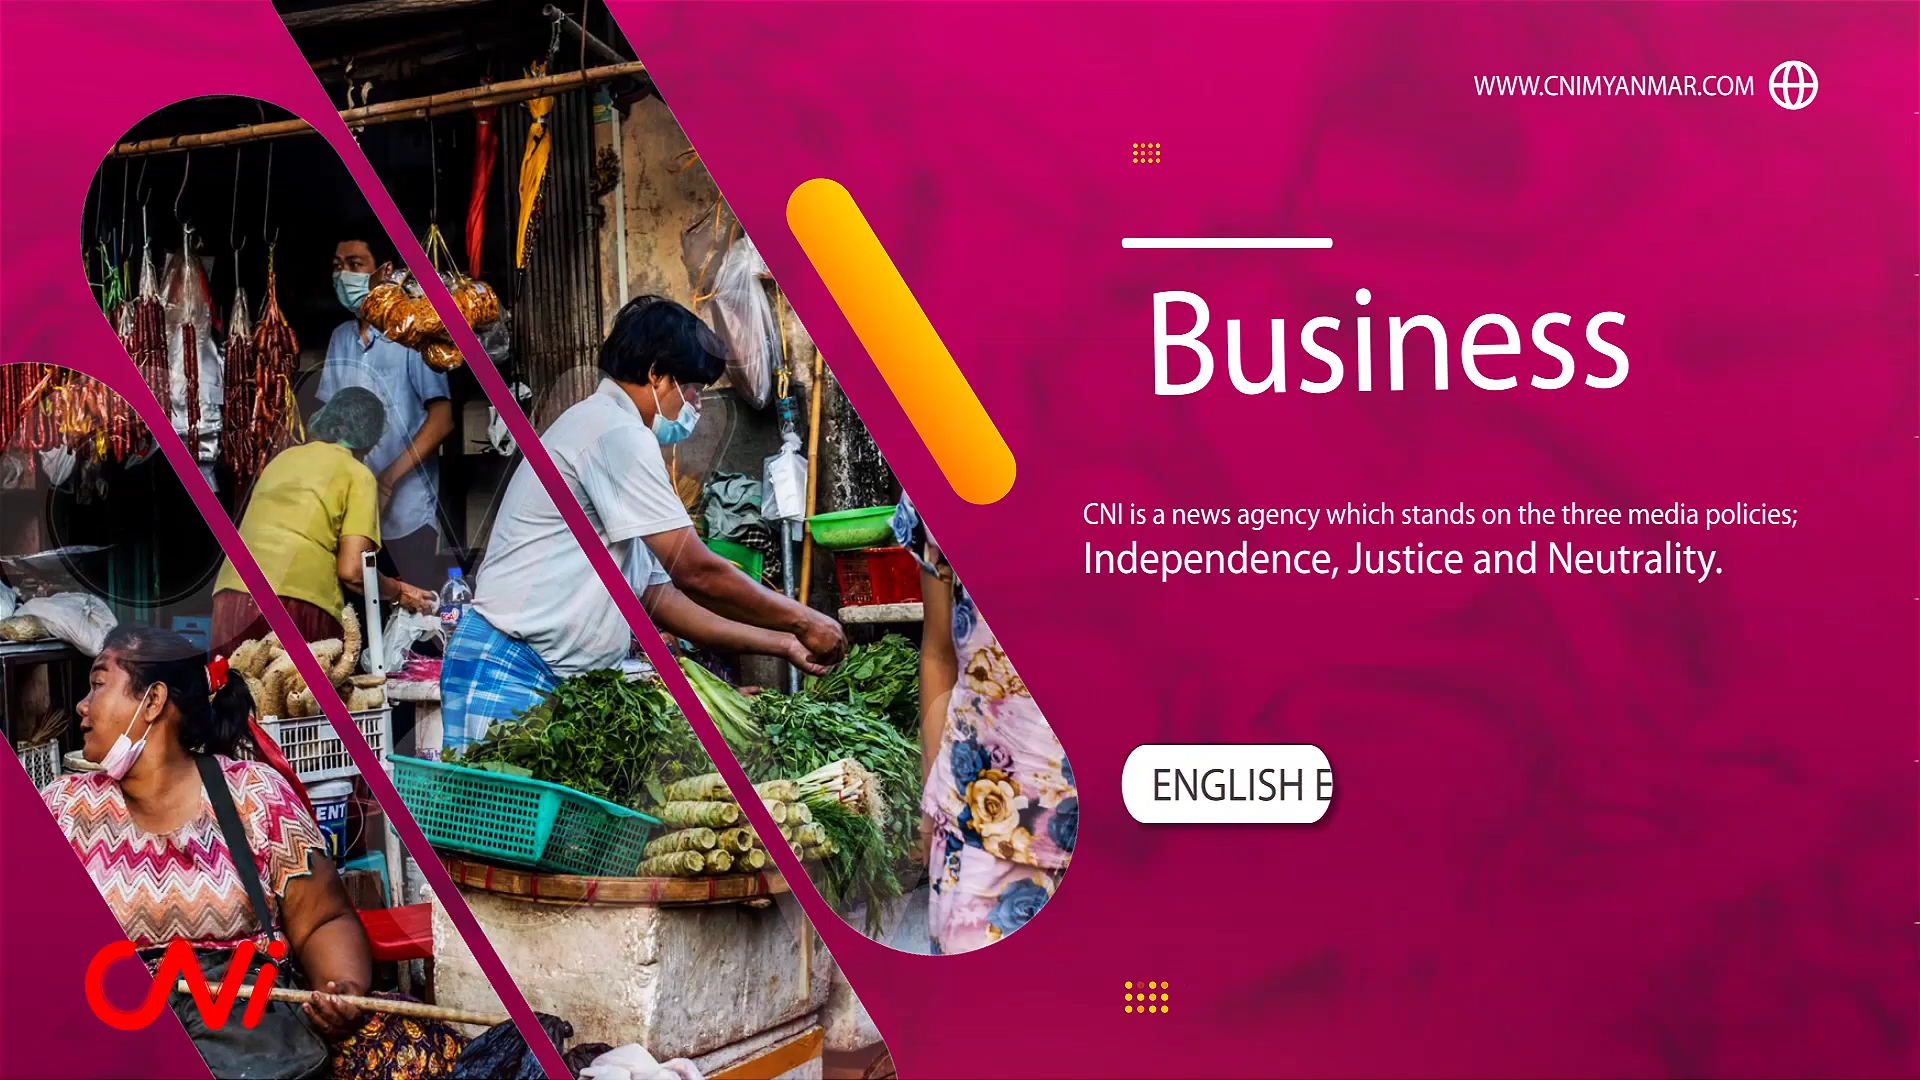 WWW.CNIMYANMAR.COM
Business
CNI is a news agency which stands on the three media policies;
Independence, Justice and Neutrality.
ENGLISH E
CNi